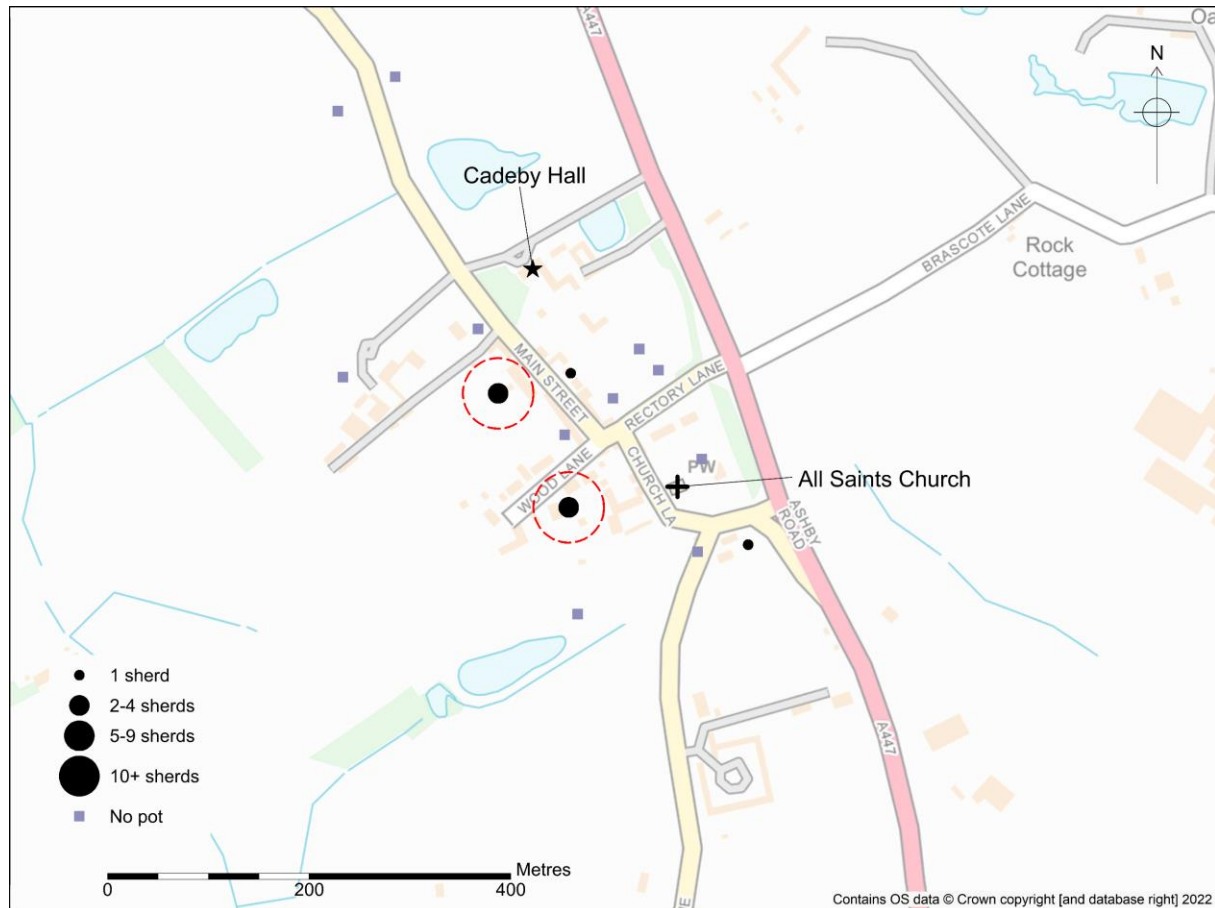 A447
Oa
N
Cadeby Hall
BRASCOTE LANE
Rock
Cottage
MAIN STREET
RECTORY LANE
WOOD LANE
CHURCH LA
PW
All Saints Church
ASHBY
ROAD
1 sherd
2-4 sherds
5-9 sherds
10+ sherds
No pot
A447
Metres
0 200 400
Contains OS data © Crown copyright [and database right] 2022